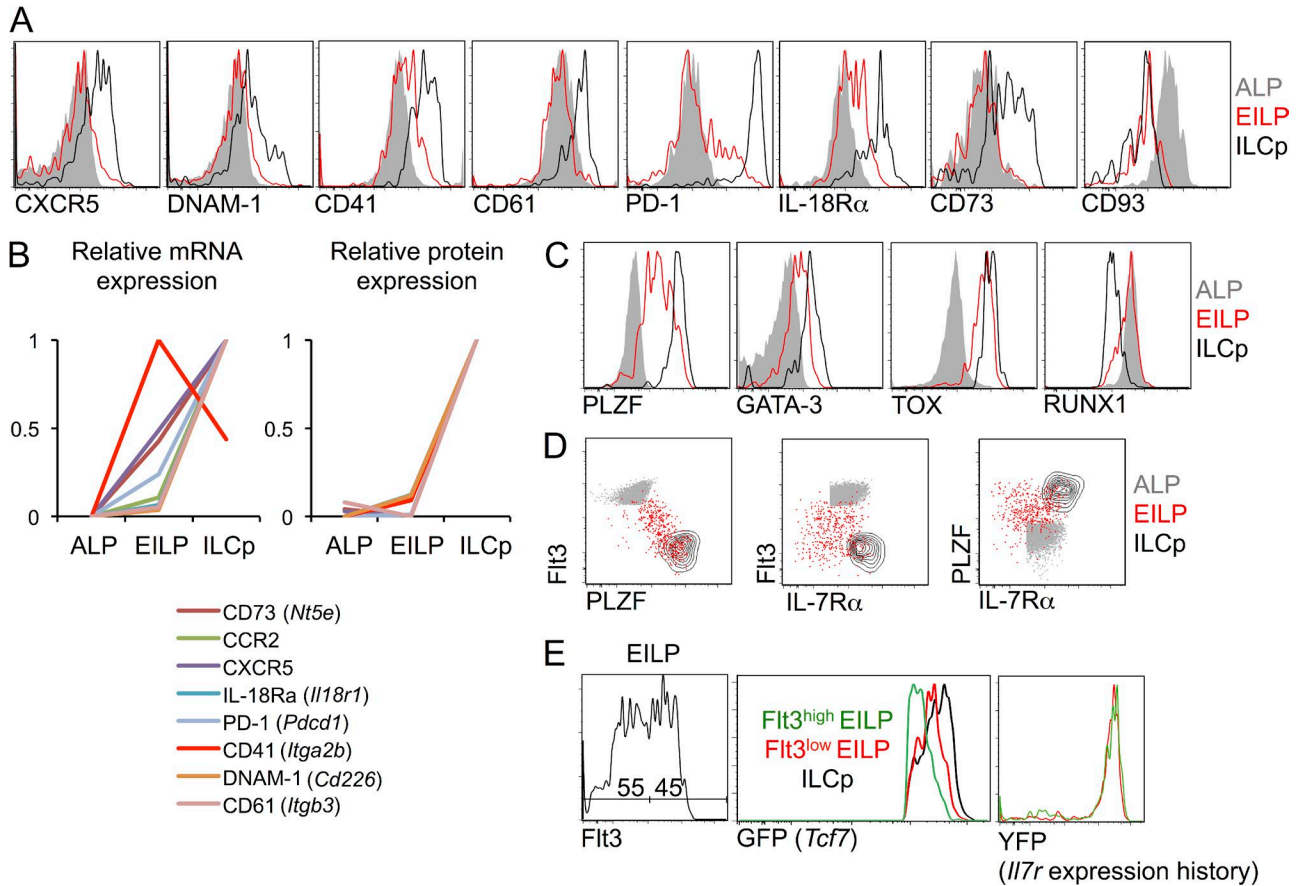 A
CXCR5
DNAM-1
CD41
CD61
PD-1
IL-18Rα
CD73
CD93
ALP
EILP
ILCp
B
Relative mRNA
expression
Relative protein
expression
1
0.5
0
ALP EILP ILCp
1
0.5
0
ALP EILP ILCp
CD73 (Nt5e)
CCR2
CXCR5
IL-18Ra (Il18r1)
PD-1 (Pdcd1)
CD41 (Itga2b)
DNAM-1 (Cd226)
CD61 (Itgb3)
C
PLZF
GATA-3
TOX
RUNX1
ALP
EILP
ILCp
D
Flt3
PLZF
Flt3
IL-7Rα
PLZF
IL-7Rα
ALP
EILP
ILCp
E
EILP
55 45
Flt3
Flt3high EILP
Flt3low EILP
ILCp
GFP (Tcf7)
YFP
(Il7r expression history)